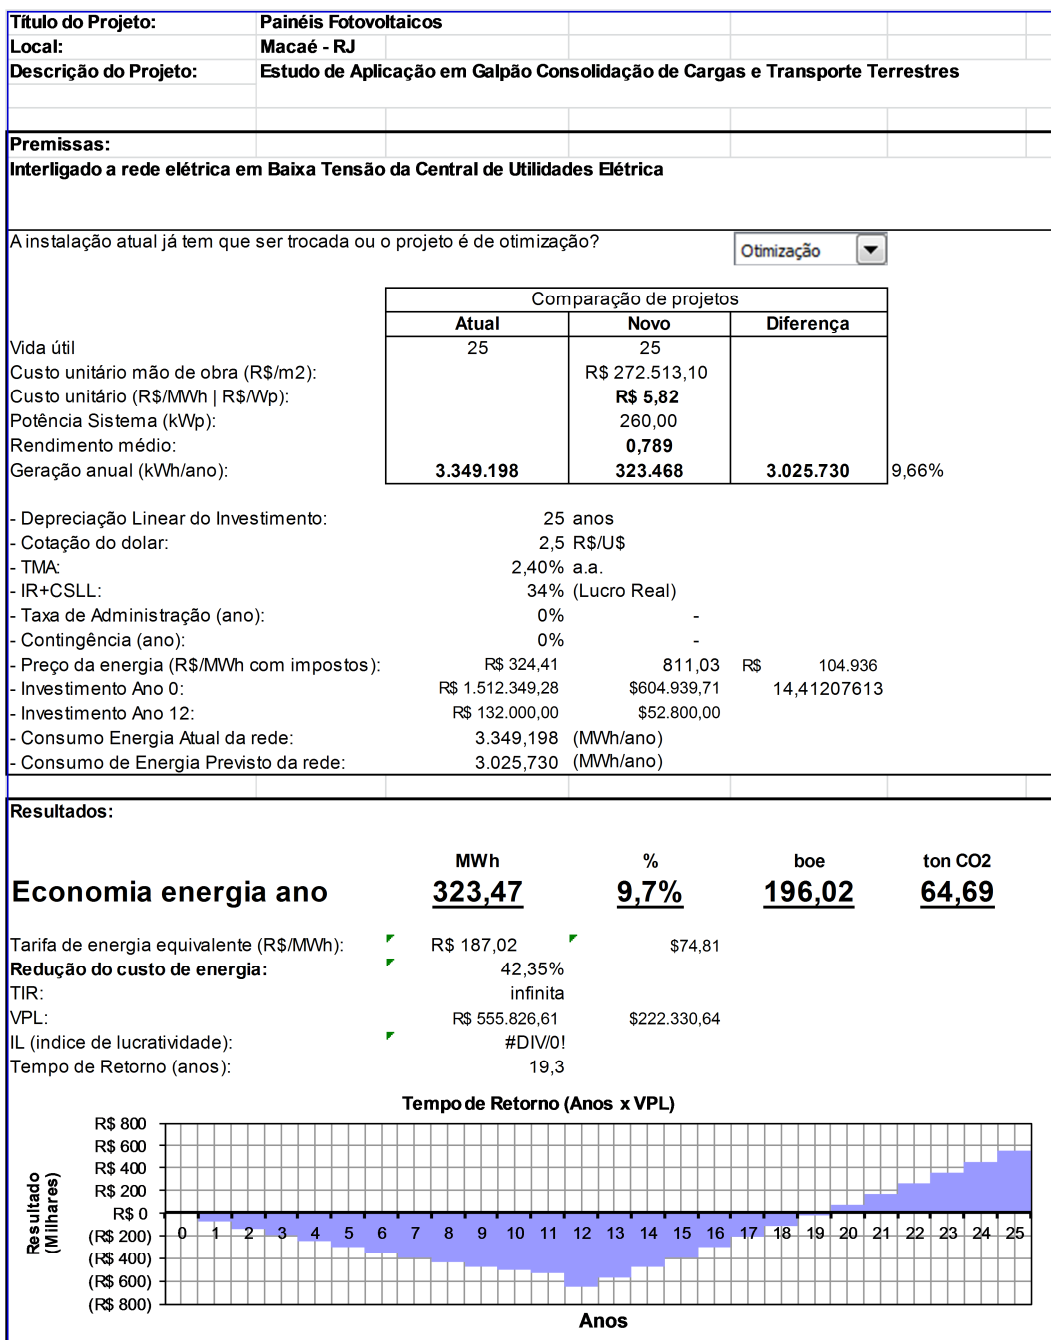 Título do Projeto: Painéis Fotovoltaicos
Local: Macaé - RJ
Descrição do Projeto: Estudo de Aplicação em Galpão Consolidação de Cargas e Transporte Terrestres
Premissas:
Interligado a rede elétrica em Baixa Tensão da Central de Utilidades Elétrica
A instalação atual já tem que ser trocada ou o projeto é de otimização? Otimização
Comparação de projetos
Atual Novo Diferença
Vida útil 25 25
Custo unitário mão de obra (R$/m2): R$ 272.513,10
Custo unitário (R$/MWh | R$/Wp): R$ 5,82
Potência Sistema (kWp): 260,00
Rendimento médio: 0,789
Geração anual (kWh/ano): 3.349.198 323.468 3.025.730 9,66%
- Depreciação Linear do Investimento: 25 anos
- Cotação do dolar: 2,5 R$/U$
- TMA: 2,40% a.a.
- IR+CSLL: 34% (Lucro Real)
- Taxa de Administração (ano): 0% -
- Contingência (ano): 0% -
- Preço da energia (R$/MWh com impostos): R$ 324,41 811,03 R$ 104.936
- Investimento Ano 0: R$ 1.512.349,28 $604.939,71 14,41207613
- Investimento Ano 12: R$ 132.000,00 $52.800,00
- Consumo Energia Atual da rede: 3.349,198 (MWh/ano)
- Consumo de Energia Previsto da rede: 3.025,730 (MWh/ano)
Resultados:
MWh % boe ton CO2
Economia energia ano 323,47 9,7% 196,02 64,69
Tarifa de energia equivalente (R$/MWh): R$ 187,02 $74,81
Redução do custo de energia: 42,35%
TIR: infinita
VPL: R$ 555.826,61 $222.330,64
IL (indice de lucratividade): #DIV/0!
Tempo de Retorno (anos): 19,3
Tempo de Retorno (Anos x VPL)
Resultado
(Milhares)
R$ 800
R$ 600
R$ 400
R$ 200
R$ 0
(R$ 200)
(R$ 400)
(R$ 600)
(R$ 800)
0 1 2 3 4 5 6 7 8 9 10 11 12 13 14 15 16 17 18 19 20 21 22 23 24 25
Anos